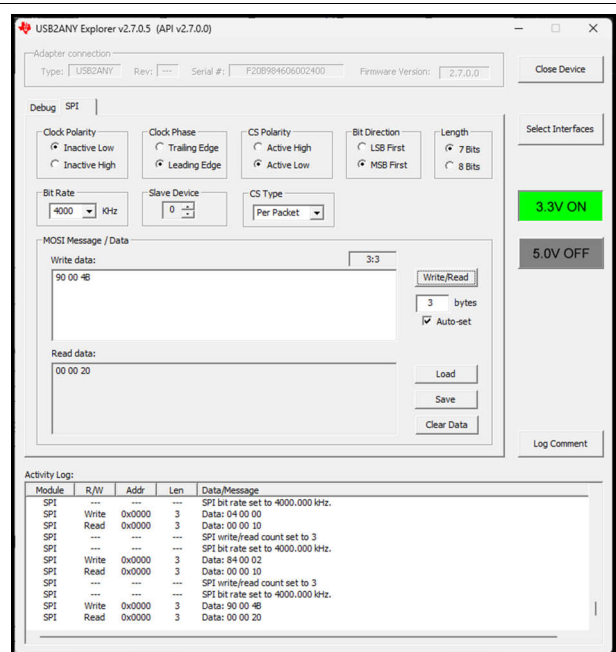 USB2ANY Explorer v2.7.0.5 (API v2.7.0.0)
Adapter connection
Type: USB2ANY Rev: --- Serial #: F20B984606002400 Firmware Version: 2.7.0.0
Close Device
Debug SPI
Select Interfaces
Clock Polarity Clock Phase CS Polarity Bit Direction Length
Inactive Low Trailing Edge Active High LSB First 7 Bits
Inactive High Leading Edge Active Low MSB First 8 Bits
Bit Rate Slave Device CS Type
4000 KHz 0 Per Packet
3.3V ON
5.0V OFF
MOSI Message / Data
Write data: 3:3
90 00 4B
Write/Read
3 bytes
Auto-set
Read data:
00 00 20
Load
Save
Clear Data
Log Comment
Activity Log:
Module R/W Addr Len Data/Message
SPI --- --- --- SPI bit rate set to 4000.000 kHz.
SPI Write 0x0000 3 Data: 04 00 00
SPI Read 0x0000 3 Data: 00 00 10
SPI --- --- --- SPI write/read count set to 3
SPI --- --- --- SPI bit rate set to 4000.000 kHz.
SPI Write 0x0000 3 Data: 84 00 02
SPI Read 0x0000 3 Data: 00 00 10
SPI --- --- --- SPI write/read count set to 3
SPI --- --- --- SPI bit rate set to 4000.000 kHz.
SPI Write 0x0000 3 Data: 90 00 4B
SPI Read 0x0000 3 Data: 00 00 20